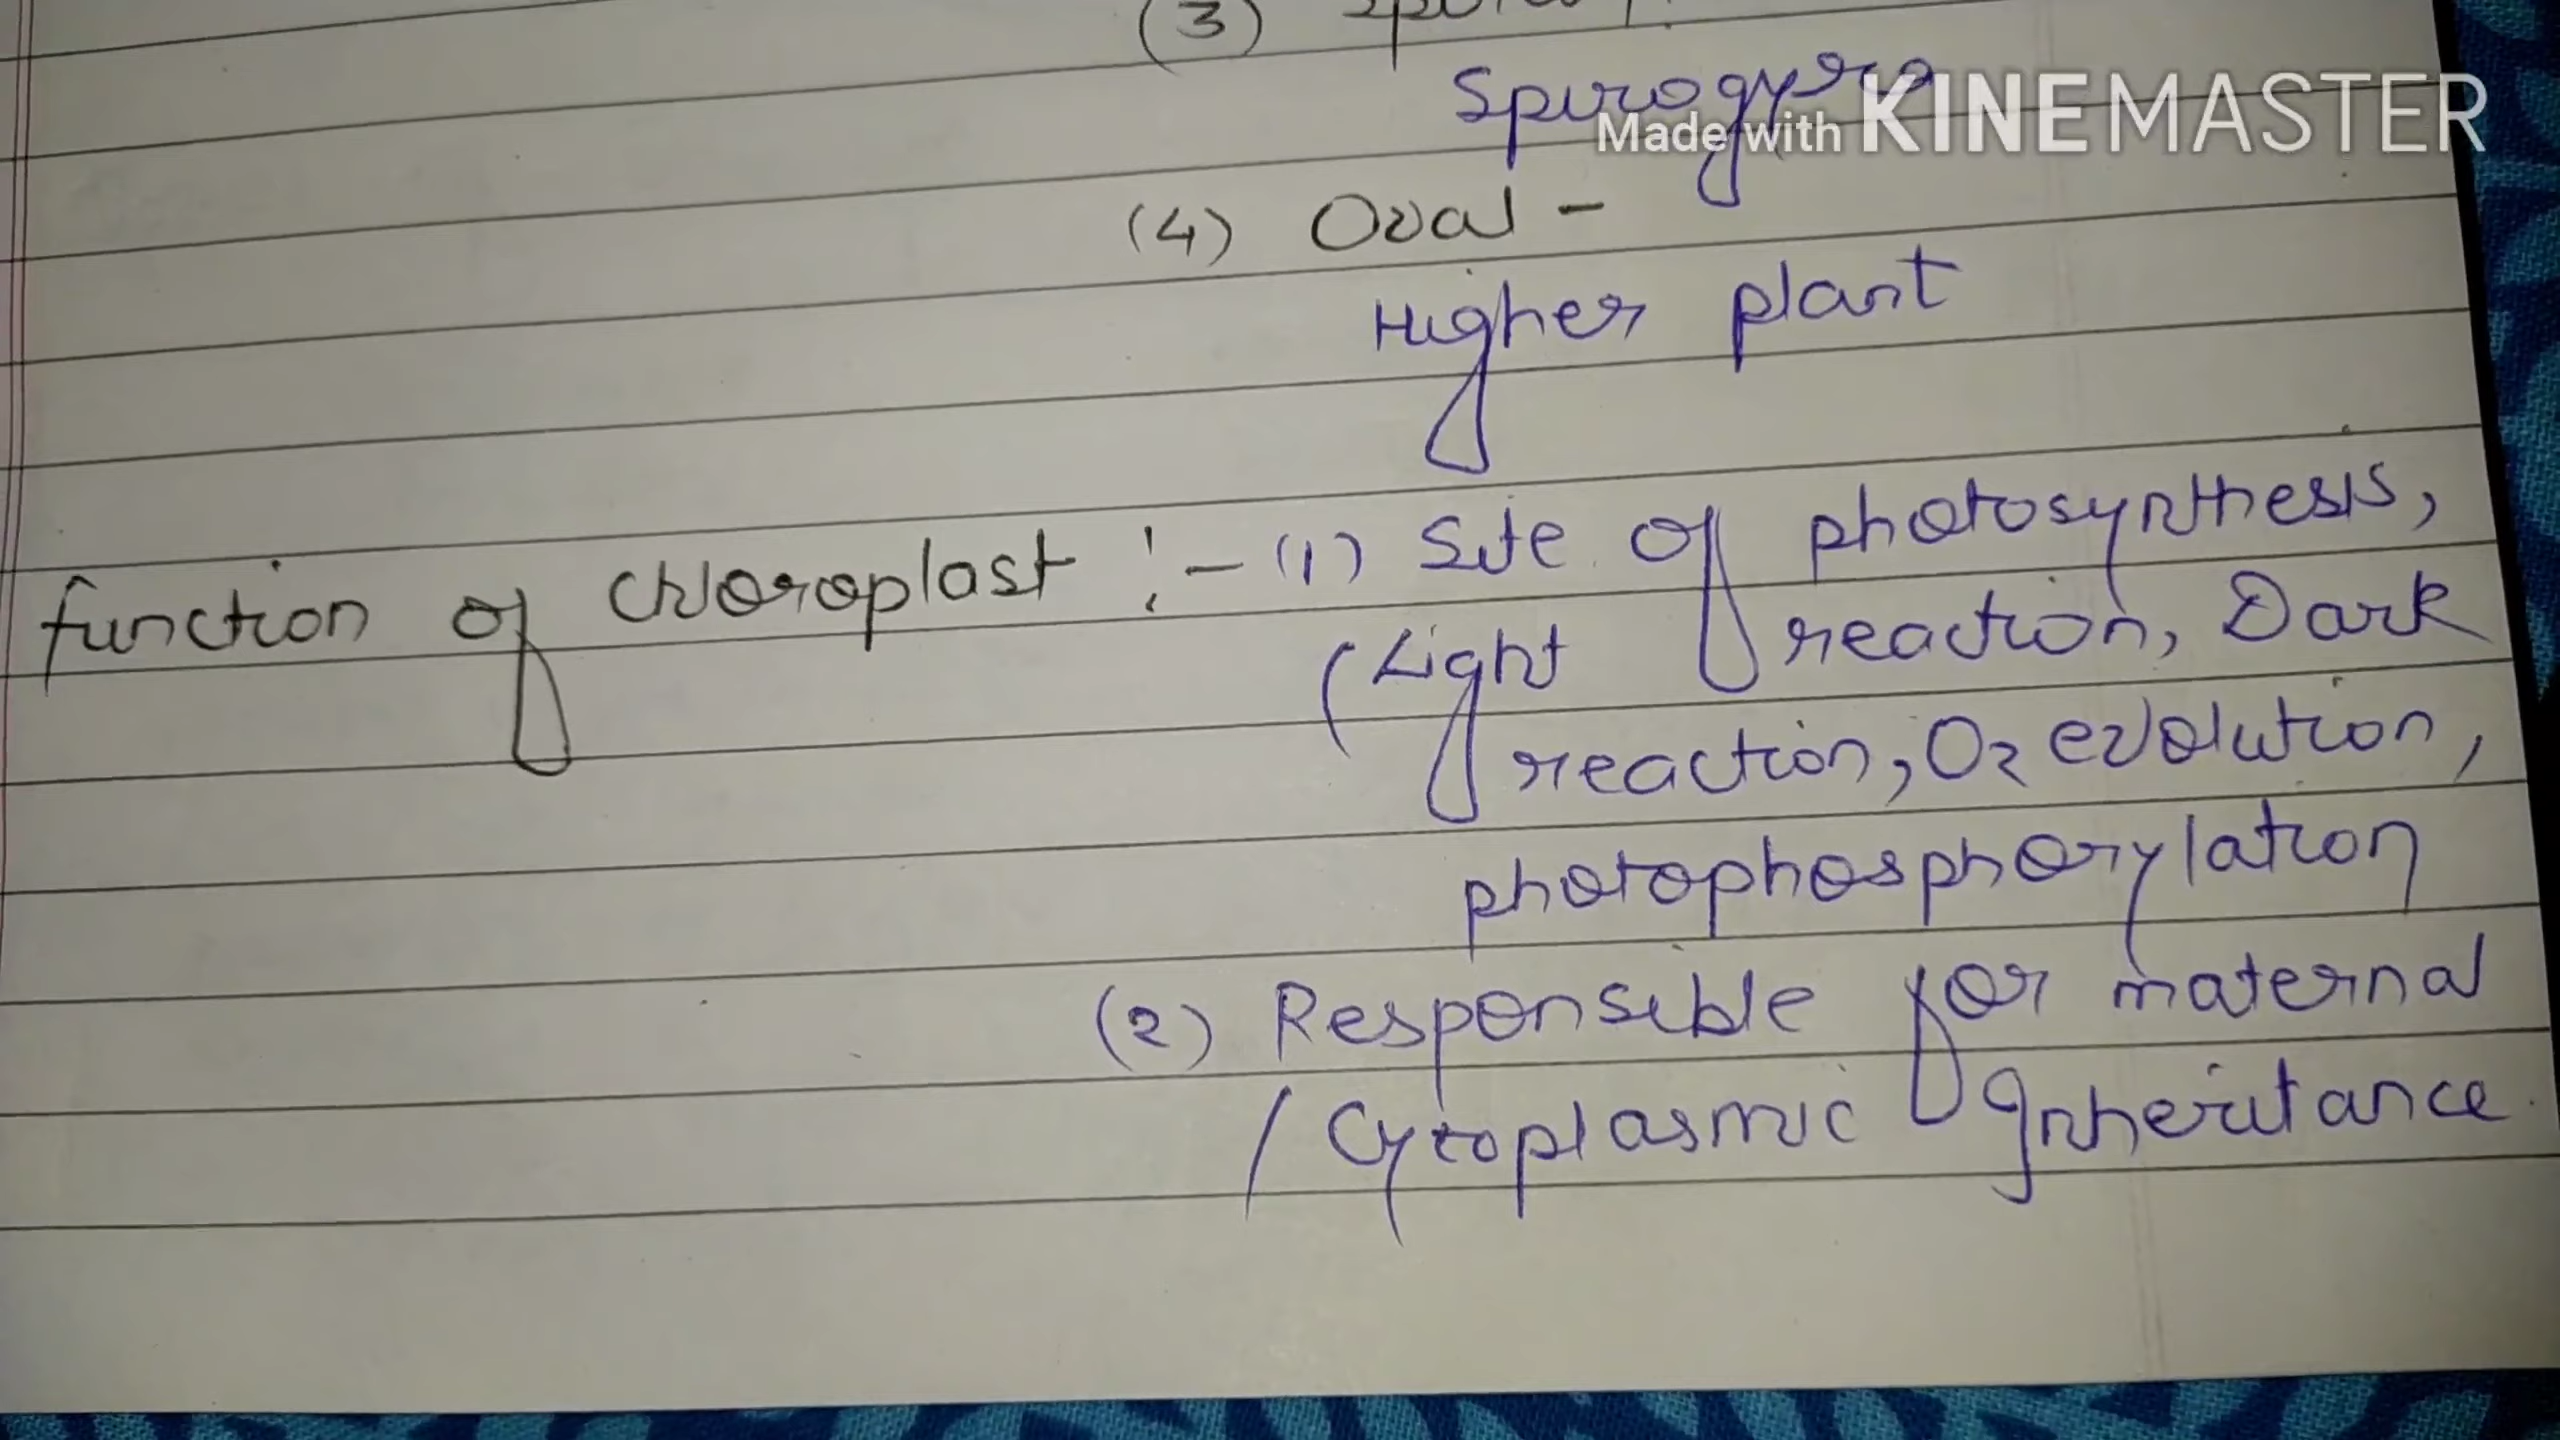 (3)
Spirogyra
Made with KINEMASTER
(4) Oval -
Higher plant
function of chloroplast :- (1) Site of photosynthesis,
(Light reaction, Dark
reaction, O2 evolution,
photophosphorylation
(2) Responsible for maternal
/ Cytoplasmic Inheritance